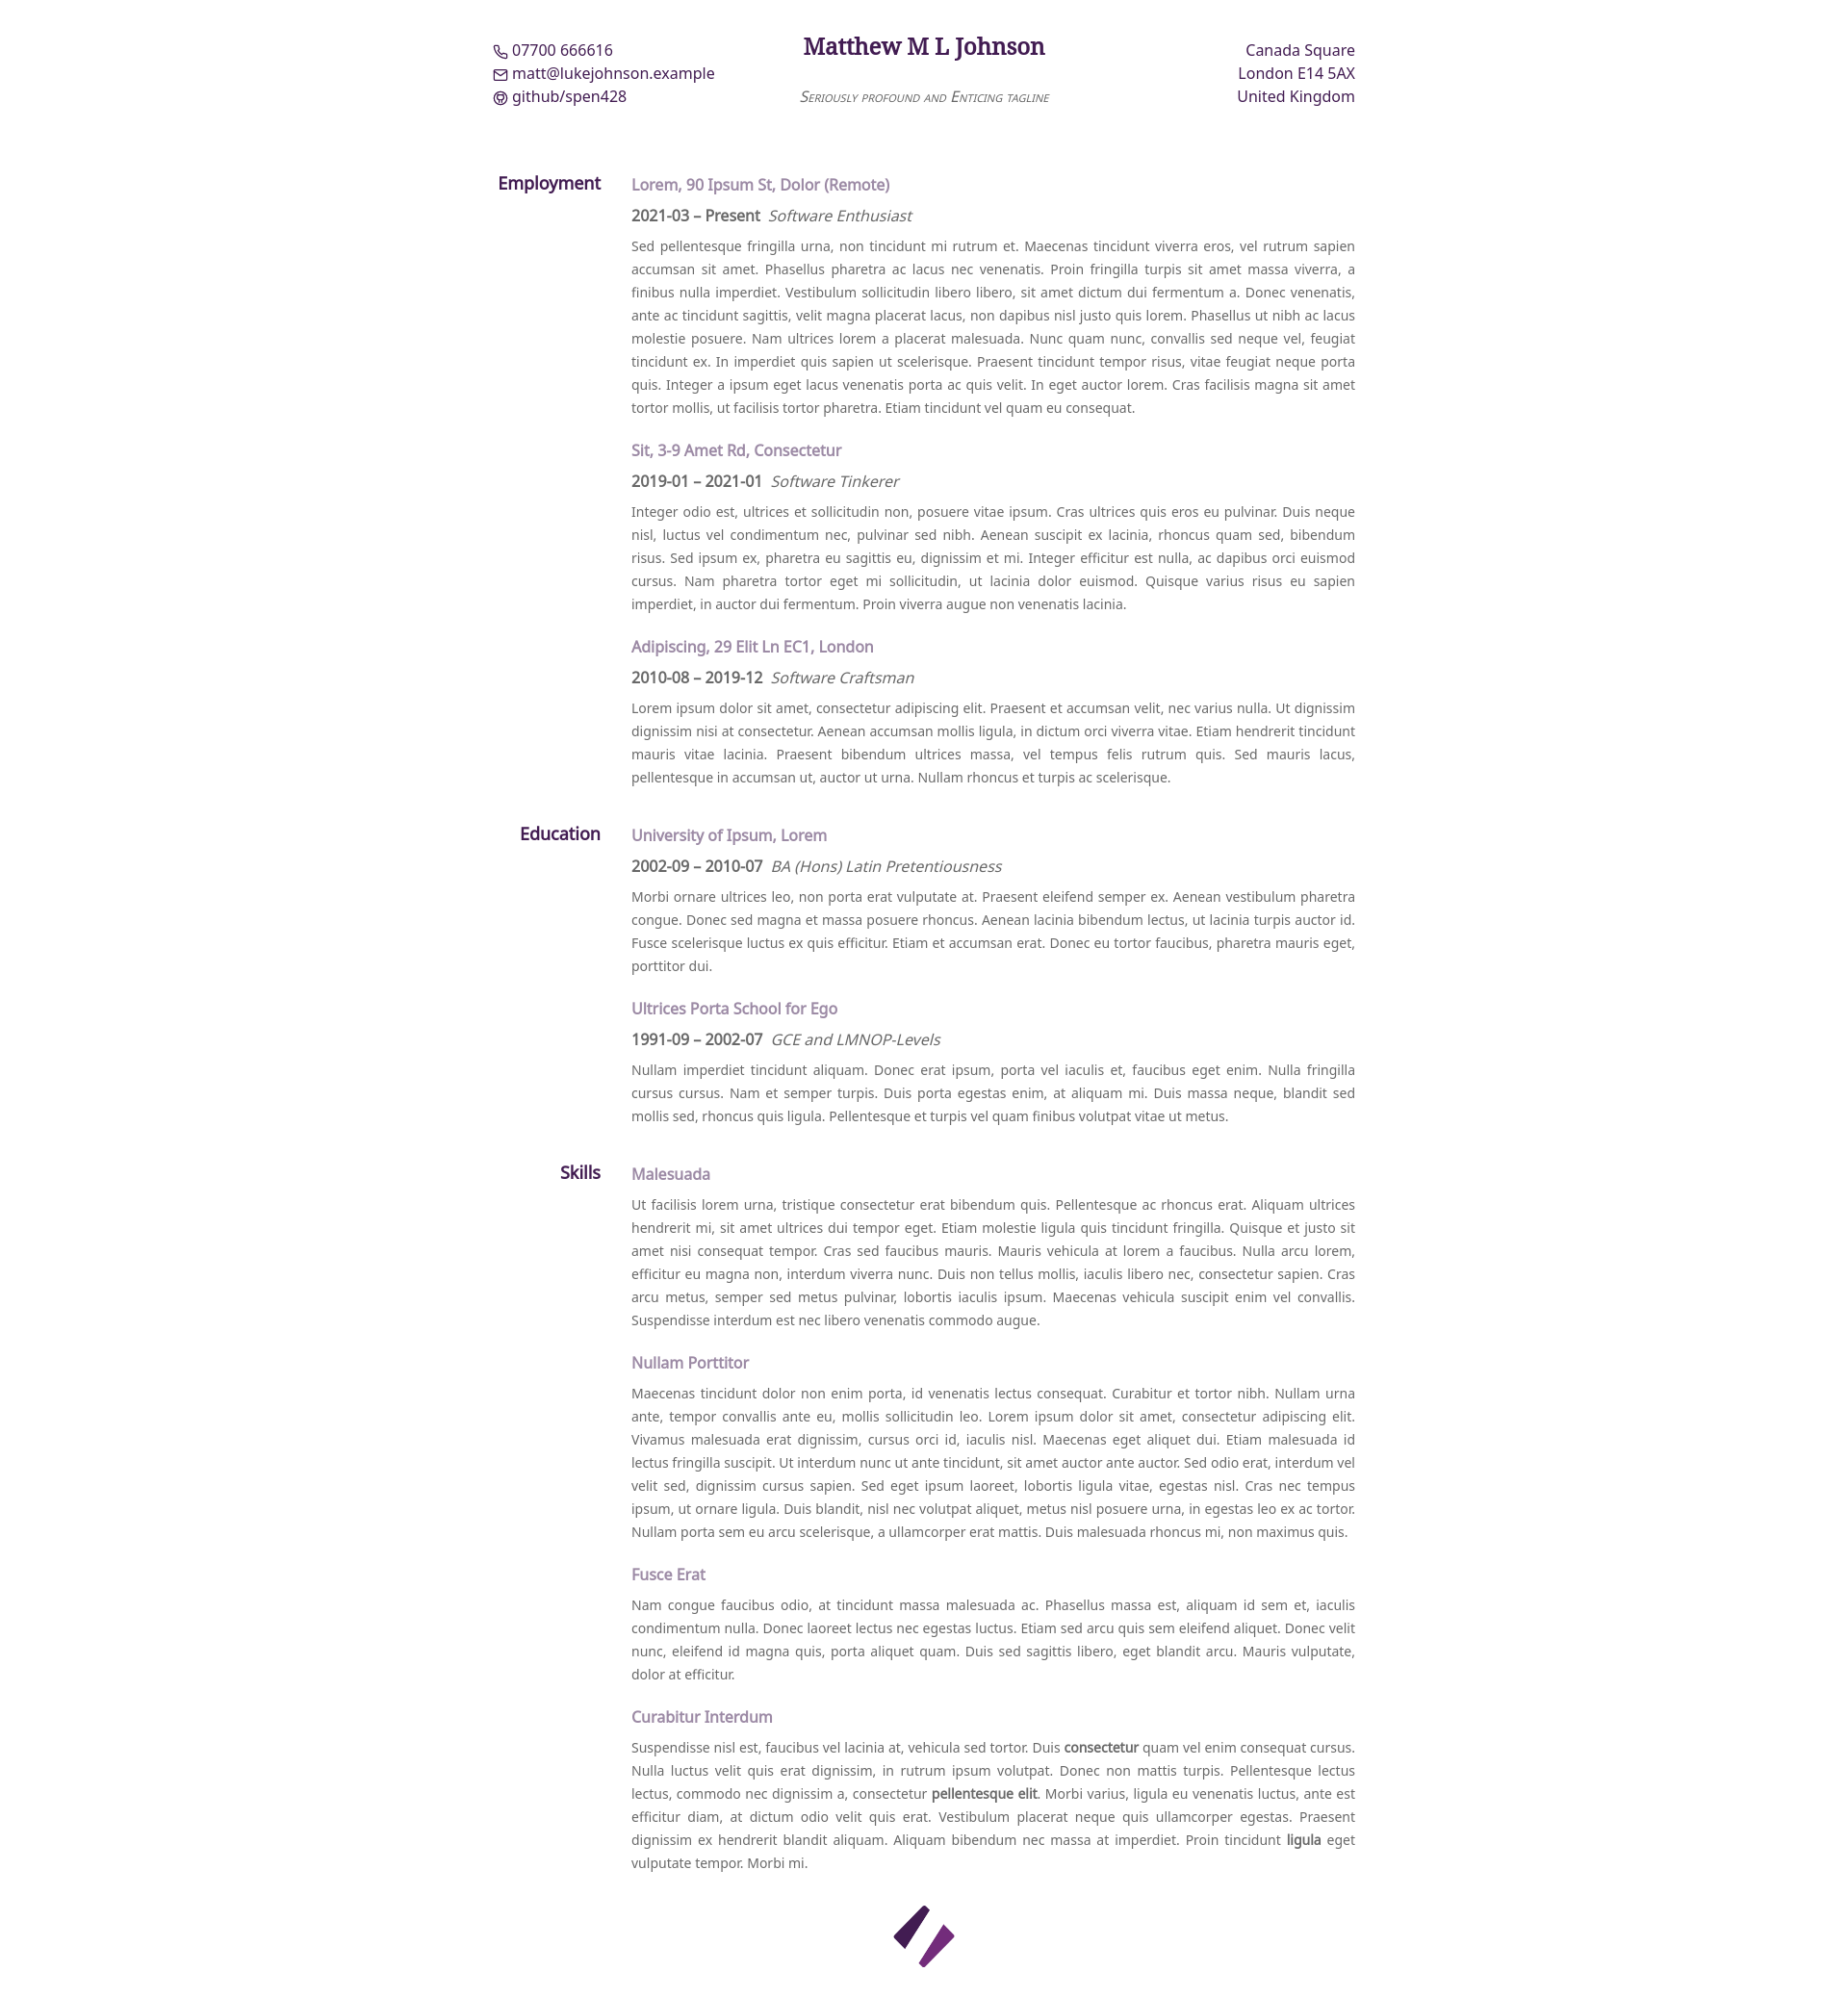 07700 666616
matt@lukejohnson.example
github/spen428
Matthew M L Johnson
Seriously profound and Enticing tagline
Canada Square
London E14 5AX
United Kingdom
Employment
Lorem, 90 Ipsum St, Dolor (Remote)
2021-03 – Present Software Enthusiast
Sed pellentesque fringilla urna, non tincidunt mi rutrum et. Maecenas tincidunt viverra eros, vel rutrum sapien
accumsan sit amet. Phasellus pharetra ac lacus nec venenatis. Proin fringilla turpis sit amet massa viverra, a
finibus nulla imperdiet. Vestibulum sollicitudin libero libero, sit amet dictum dui fermentum a. Donec venenatis,
ante ac tincidunt sagittis, velit magna placerat lacus, non dapibus nisl justo quis lorem. Phasellus ut nibh ac lacus
molestie posuere. Nam ultrices lorem a placerat malesuada. Nunc quam nunc, convallis sed neque vel, feugiat
tincidunt ex. In imperdiet quis sapien ut scelerisque. Praesent tincidunt tempor risus, vitae feugiat neque porta
quis. Integer a ipsum eget lacus venenatis porta ac quis velit. In eget auctor lorem. Cras facilisis magna sit amet
tortor mollis, ut facilisis tortor pharetra. Etiam tincidunt vel quam eu consequat.
Sit, 3-9 Amet Rd, Consectetur
2019-01 – 2021-01 Software Tinkerer
Integer odio est, ultrices et sollicitudin non, posuere vitae ipsum. Cras ultrices quis eros eu pulvinar. Duis neque
nisl, luctus vel condimentum nec, pulvinar sed nibh. Aenean suscipit ex lacinia, rhoncus quam sed, bibendum
risus. Sed ipsum ex, pharetra eu sagittis eu, dignissim et mi. Integer efficitur est nulla, ac dapibus orci euismod
cursus. Nam pharetra tortor eget mi sollicitudin, ut lacinia dolor euismod. Quisque varius risus eu sapien
imperdiet, in auctor dui fermentum. Proin viverra augue non venenatis lacinia.
Adipiscing, 29 Elit Ln EC1, London
2010-08 – 2019-12 Software Craftsman
Lorem ipsum dolor sit amet, consectetur adipiscing elit. Praesent et accumsan velit, nec varius nulla. Ut dignissim
dignissim nisi at consectetur. Aenean accumsan mollis ligula, in dictum orci viverra vitae. Etiam hendrerit tincidunt
mauris vitae lacinia. Praesent bibendum ultrices massa, vel tempus felis rutrum quis. Sed mauris lacus,
pellentesque in accumsan ut, auctor ut urna. Nullam rhoncus et turpis ac scelerisque.
Education
University of Ipsum, Lorem
2002-09 – 2010-07 BA (Hons) Latin Pretentiousness
Morbi ornare ultrices leo, non porta erat vulputate at. Praesent eleifend semper ex. Aenean vestibulum pharetra
congue. Donec sed magna et massa posuere rhoncus. Aenean lacinia bibendum lectus, ut lacinia turpis auctor id.
Fusce scelerisque luctus ex quis efficitur. Etiam et accumsan erat. Donec eu tortor faucibus, pharetra mauris eget,
porttitor dui.
Ultrices Porta School for Ego
1991-09 – 2002-07 GCE and LMNOP-Levels
Nullam imperdiet tincidunt aliquam. Donec erat ipsum, porta vel iaculis et, faucibus eget enim. Nulla fringilla
cursus cursus. Nam et semper turpis. Duis porta egestas enim, at aliquam mi. Duis massa neque, blandit sed
mollis sed, rhoncus quis ligula. Pellentesque et turpis vel quam finibus volutpat vitae ut metus.
Skills
Malesuada
Ut facilisis lorem urna, tristique consectetur erat bibendum quis. Pellentesque ac rhoncus erat. Aliquam ultrices
hendrerit mi, sit amet ultrices dui tempor eget. Etiam molestie ligula quis tincidunt fringilla. Quisque et justo sit
amet nisi consequat tempor. Cras sed faucibus mauris. Mauris vehicula at lorem a faucibus. Nulla arcu lorem,
efficitur eu magna non, interdum viverra nunc. Duis non tellus mollis, iaculis libero nec, consectetur sapien. Cras
arcu metus, semper sed metus pulvinar, lobortis iaculis ipsum. Maecenas vehicula suscipit enim vel convallis.
Suspendisse interdum est nec libero venenatis commodo augue.
Nullam Porttitor
Maecenas tincidunt dolor non enim porta, id venenatis lectus consequat. Curabitur et tortor nibh. Nullam urna
ante, tempor convallis ante eu, mollis sollicitudin leo. Lorem ipsum dolor sit amet, consectetur adipiscing elit.
Vivamus malesuada erat dignissim, cursus orci id, iaculis nisl. Maecenas eget aliquet dui. Etiam malesuada id
lectus fringilla suscipit. Ut interdum nunc ut ante tincidunt, sit amet auctor ante auctor. Sed odio erat, interdum vel
velit sed, dignissim cursus sapien. Sed eget ipsum laoreet, lobortis ligula vitae, egestas nisl. Cras nec tempus
ipsum, ut ornare ligula. Duis blandit, nisl nec volutpat aliquet, metus nisl posuere urna, in egestas leo ex ac tortor.
Nullam porta sem eu arcu scelerisque, a ullamcorper erat mattis. Duis malesuada rhoncus mi, non maximus quis.
Fusce Erat
Nam congue faucibus odio, at tincidunt massa malesuada ac. Phasellus massa est, aliquam id sem et, iaculis
condimentum nulla. Donec laoreet lectus nec egestas luctus. Etiam sed arcu quis sem eleifend aliquet. Donec velit
nunc, eleifend id magna quis, porta aliquet quam. Duis sed sagittis libero, eget blandit arcu. Mauris vulputate,
dolor at efficitur.
Curabitur Interdum
Suspendisse nisl est, faucibus vel lacinia at, vehicula sed tortor. Duis consectetur quam vel enim consequat cursus.
Nulla luctus velit quis erat dignissim, in rutrum ipsum volutpat. Donec non mattis turpis. Pellentesque lectus
lectus, commodo nec dignissim a, consectetur pellentesque elit. Morbi varius, ligula eu venenatis luctus, ante est
efficitur diam, at dictum odio velit quis erat. Vestibulum placerat neque quis ullamcorper egestas. Praesent
dignissim ex hendrerit blandit aliquam. Aliquam bibendum nec massa at imperdiet. Proin tincidunt ligula eget
vulputate tempor. Morbi mi.